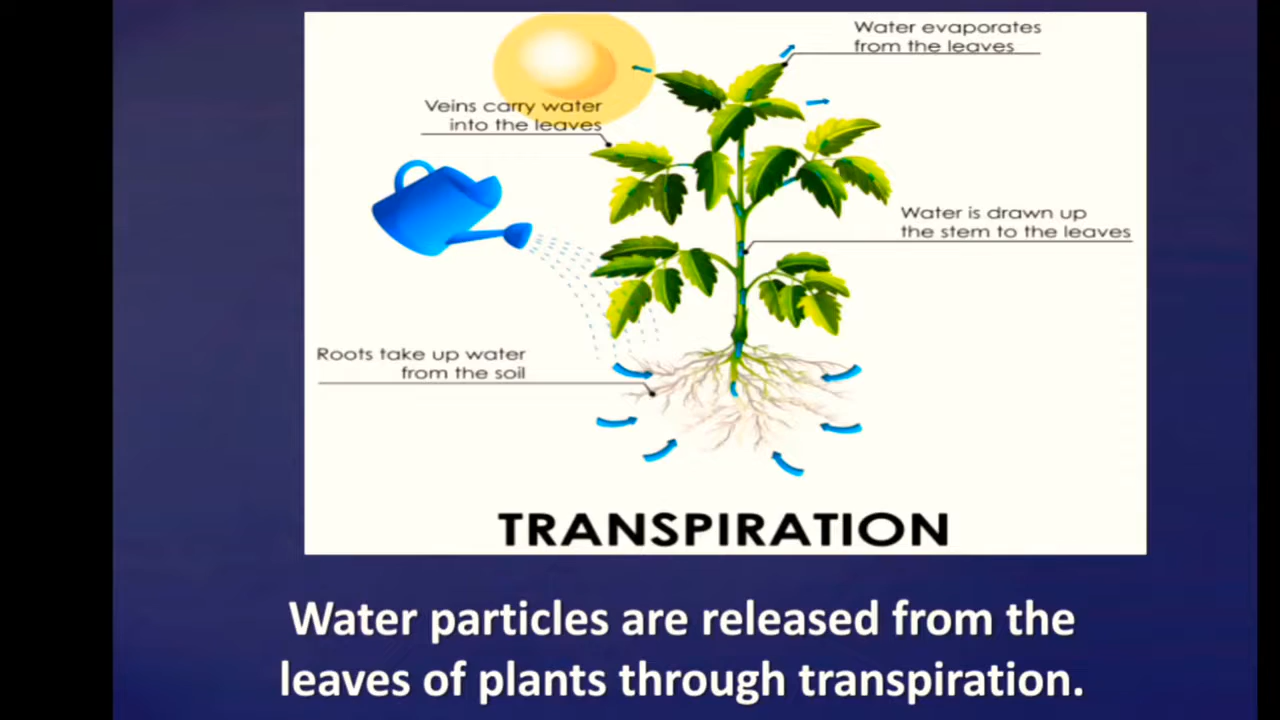 Water evaporates
from the leaves
Veins carry water
into the leaves
Water is drawn up
the stem to the leaves
Roots take up water
from the soil
TRANSPIRATION
Water particles are released from the
leaves of plants through transpiration.